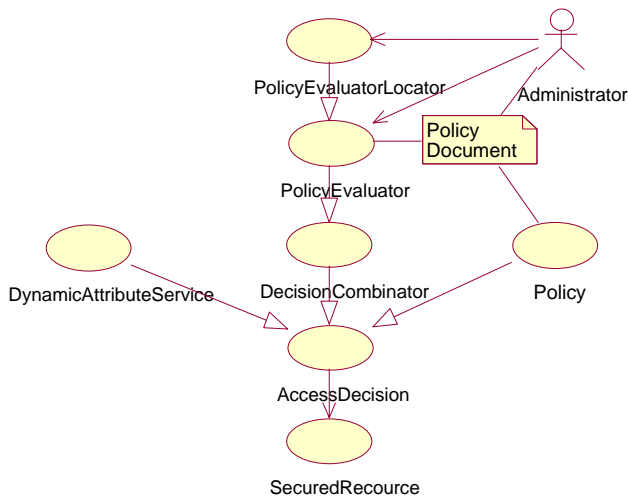 PolicyEvaluatorLocator
Administrator
Policy
Document
PolicyEvaluator
DynamicAttributeService
DecisionCombinator
Policy
AccessDecision
SecuredRecource